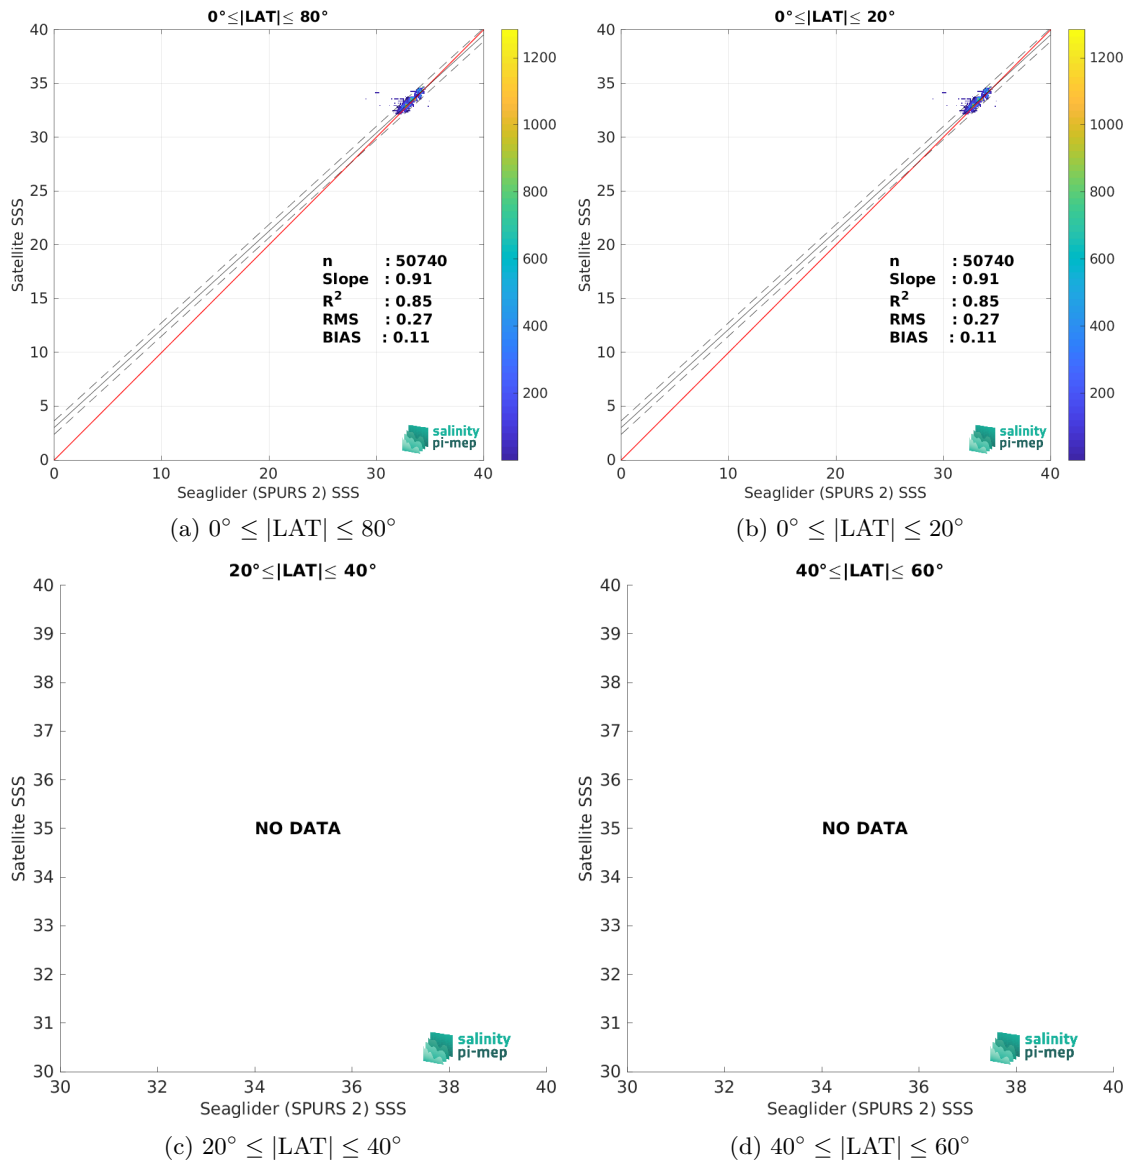 0°≤|LAT|≤ 80°
40
35
30
25
20
15
10
5
0
Satellite SSS
0
10
20
30
40
Seaglider (SPURS 2) SSS
1200
1000
800
600
400
200
n : 50740
Slope : 0.91
R² : 0.85
RMS : 0.27
BIAS : 0.11
salinity
pi-mep
(a) 0° ≤ |LAT| ≤ 80°
0°≤|LAT|≤ 20°
40
35
30
25
20
15
10
5
0
Satellite SSS
0
10
20
30
40
Seaglider (SPURS 2) SSS
1200
1000
800
600
400
200
n : 50740
Slope : 0.91
R² : 0.85
RMS : 0.27
BIAS : 0.11
salinity
pi-mep
(b) 0° ≤ |LAT| ≤ 20°
20°≤|LAT|≤ 40°
40
39
38
37
36
35
34
33
32
31
30
Satellite SSS
NO DATA
salinity
pi-mep
30
32
34
36
38
40
Seaglider (SPURS 2) SSS
(c) 20° ≤ |LAT| ≤ 40°
40°≤|LAT|≤ 60°
40
39
38
37
36
35
34
33
32
31
30
Satellite SSS
NO DATA
salinity
pi-mep
30
32
34
36
38
40
Seaglider (SPURS 2) SSS
(d) 40° ≤ |LAT| ≤ 60°